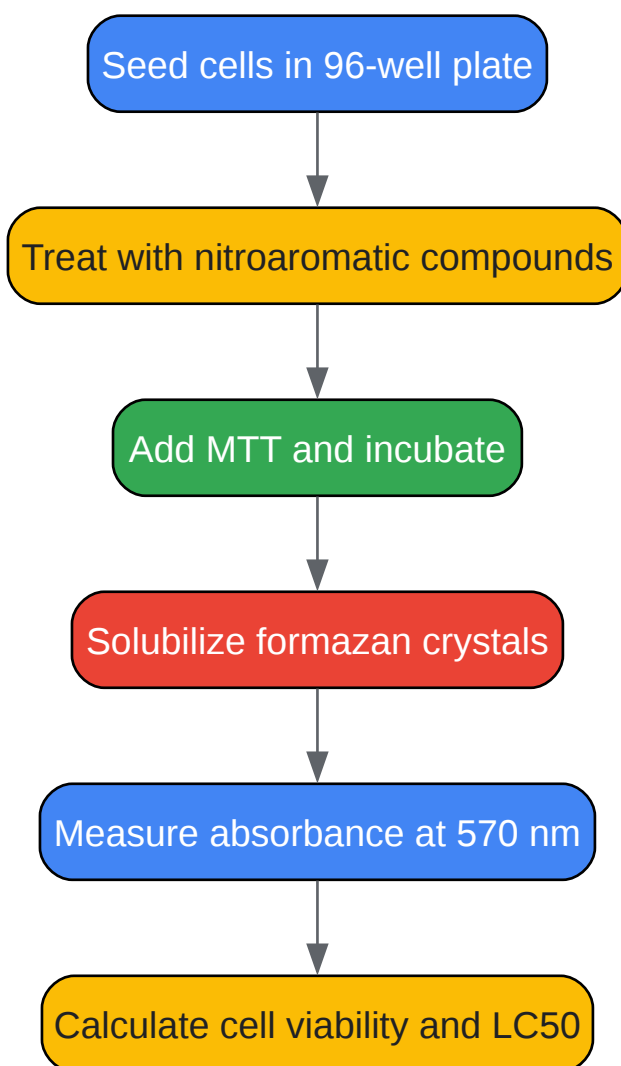 Seed cells in 96-well plate
Treat with nitroaromatic compounds
Add MTT and incubate
Solubilize formazan crystals
Measure absorbance at 570 nm
Calculate cell viability and LC50